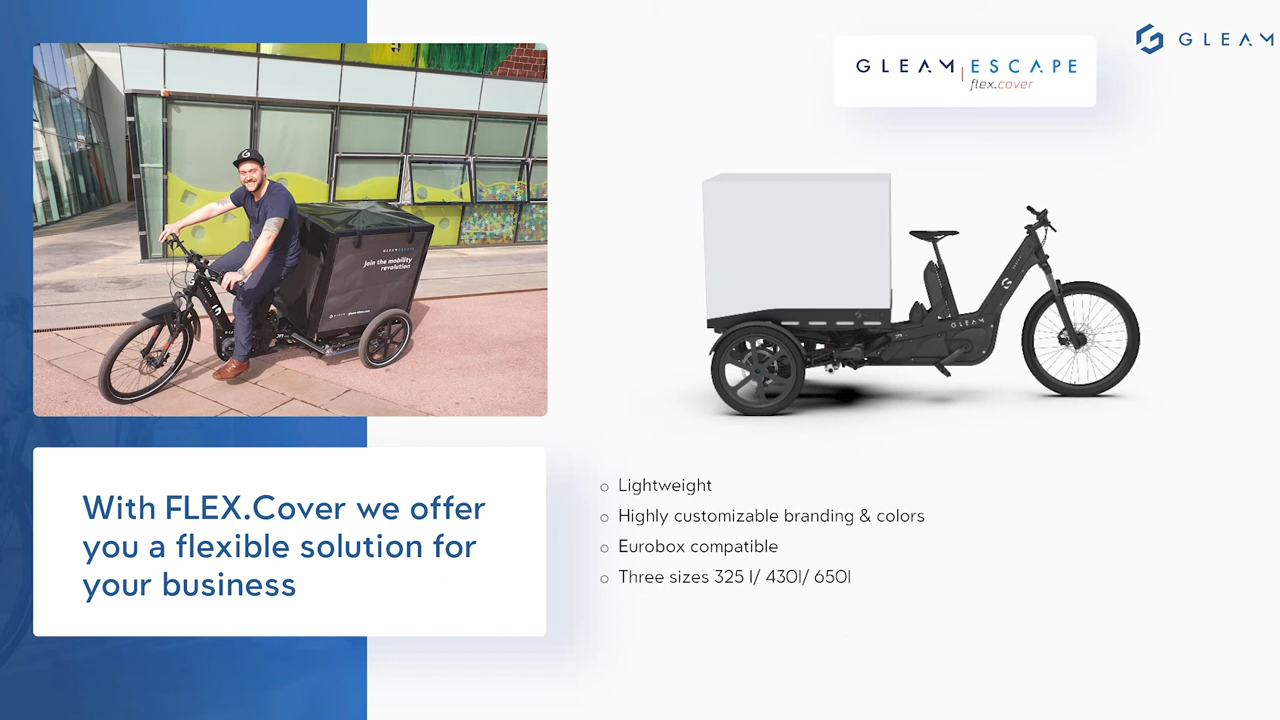 GLEAM
GLEAM|ESCAPE
flex.cover
GLEAMESCAPE
Join the mobility
revolution
GLEAM
With FLEX.Cover we offer
you a flexible solution for
your business
Lightweight
Highly customizable branding & colors
Eurobox compatible
Three sizes 325 l/ 430l/ 650l